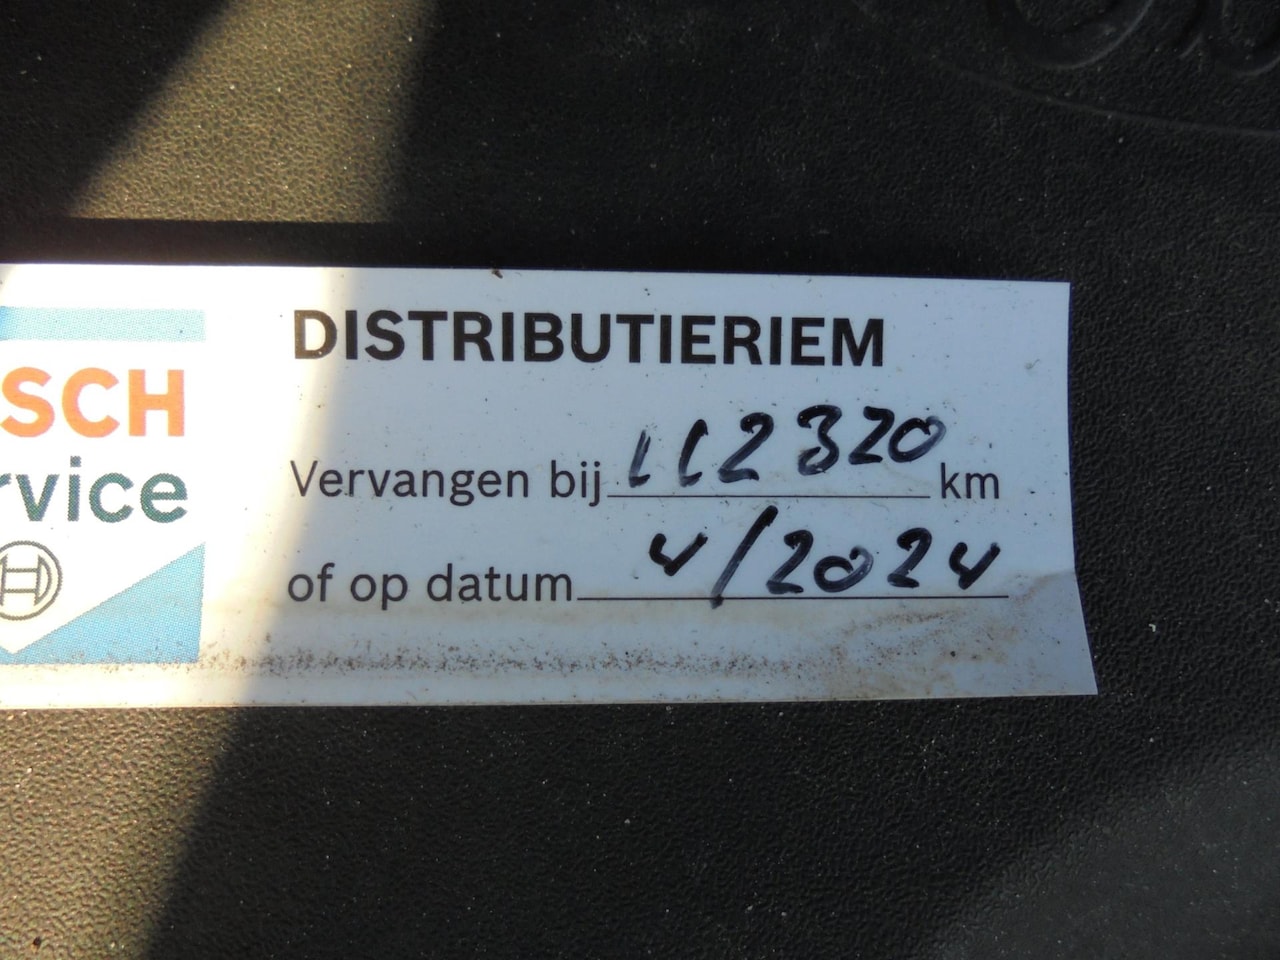 DISTRIBUTIERIEM
SCH
rvice
Vervangen bij 112320 km
of op datum 4/2024